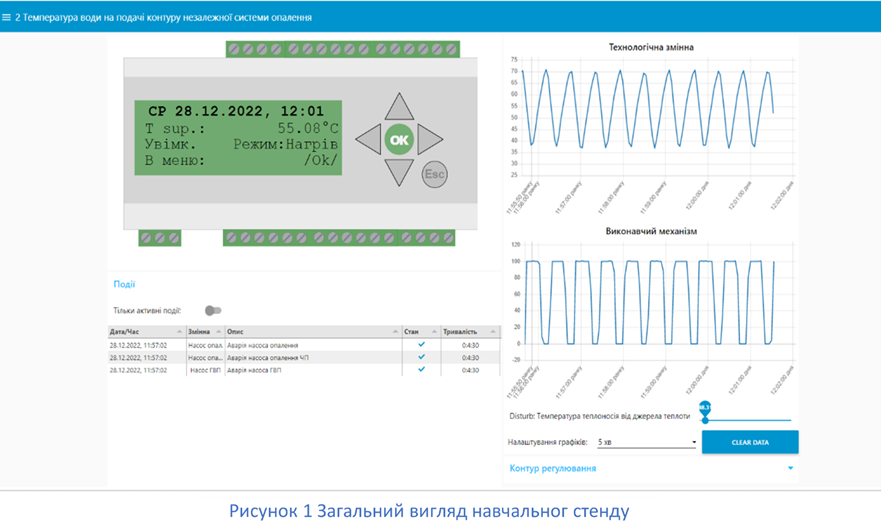 2 Температура води на подачі контуру незалежної системи опалення
СР 28.12.2022, 12:01
T sup.: 55.08°C
Увімк. Режим:Нагрів
В меню: /Ok/
OK
Esc
Події
Тільки активні події:
Дата/Час Змінна Опис Стан Тривалість
28.12.2022, 11:57:02 Насос опал. Аварія насоса опалення 0:4:30
28.12.2022, 11:57:02 Насос опа... Аварія насоса опалення ЧП 0:4:30
28.12.2022, 11:57:02 Насос ГВП Аварія насоса ГВП 0:4:30
Технологічна змінна
75
70
65
60
55
50
45
40
35
30
25
11:55:50 ранку
11:56:00 ранку
11:57:00 ранку
11:58:00 ранку
11:59:00 ранку
12:00:00 дня
12:01:00 дня
12:02:00 дня
Виконавчий механізм
120
100
80
60
40
20
0
-20
11:55:50 ранку
11:56:00 ранку
11:57:00 ранку
11:58:00 ранку
11:59:00 ранку
12:00:00 дня
12:01:00 дня
12:02:00 дня
Disturb: Температура теплоносія від джерела теплоти
Налаштування графіків: 5 хв CLEAR DATA
Контур регулювання
Рисунок 1 Загальний вигляд навчальног стенду